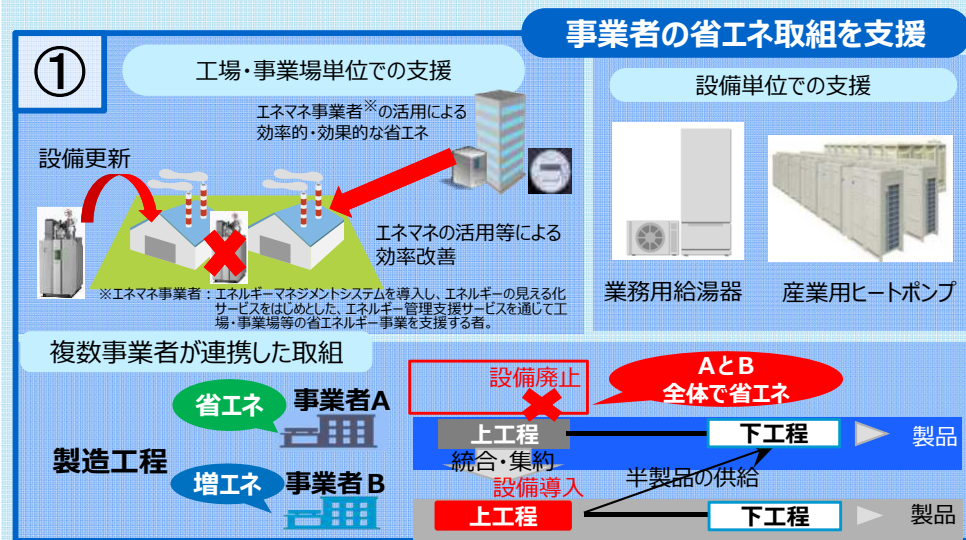 事業者の省エネ取組を支援
①
工場・事業場単位での支援
エネマネ事業者※の活用による
効率的・効果的な省エネ
設備更新
エネマネの活用等による
効率改善
※エネマネ事業者：エネルギーマネジメントシステムを導入し、エネルギーの見える化
サービスをはじめとした、エネルギー管理支援サービスを通じて工
場・事業場等の省エネルギー事業を支援する者。
設備単位での支援
業務用給湯器
産業用ヒートポンプ
複数事業者が連携した取組
製造工程
省エネ
事業者A
増エネ
事業者B
設備廃止
AとB
全体で省エネ
上工程
下工程
製品
統合・集約
設備導入
半製品の供給
上工程
下工程
製品